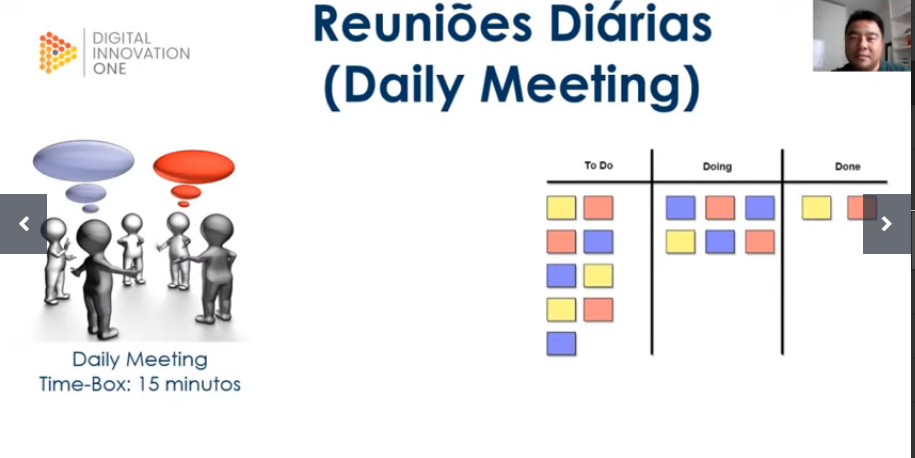 DIGITAL
INNOVATION
ONE
Reuniões Diárias
(Daily Meeting)
To Do
Doing
Done
Daily Meeting
Time-Box: 15 minutos